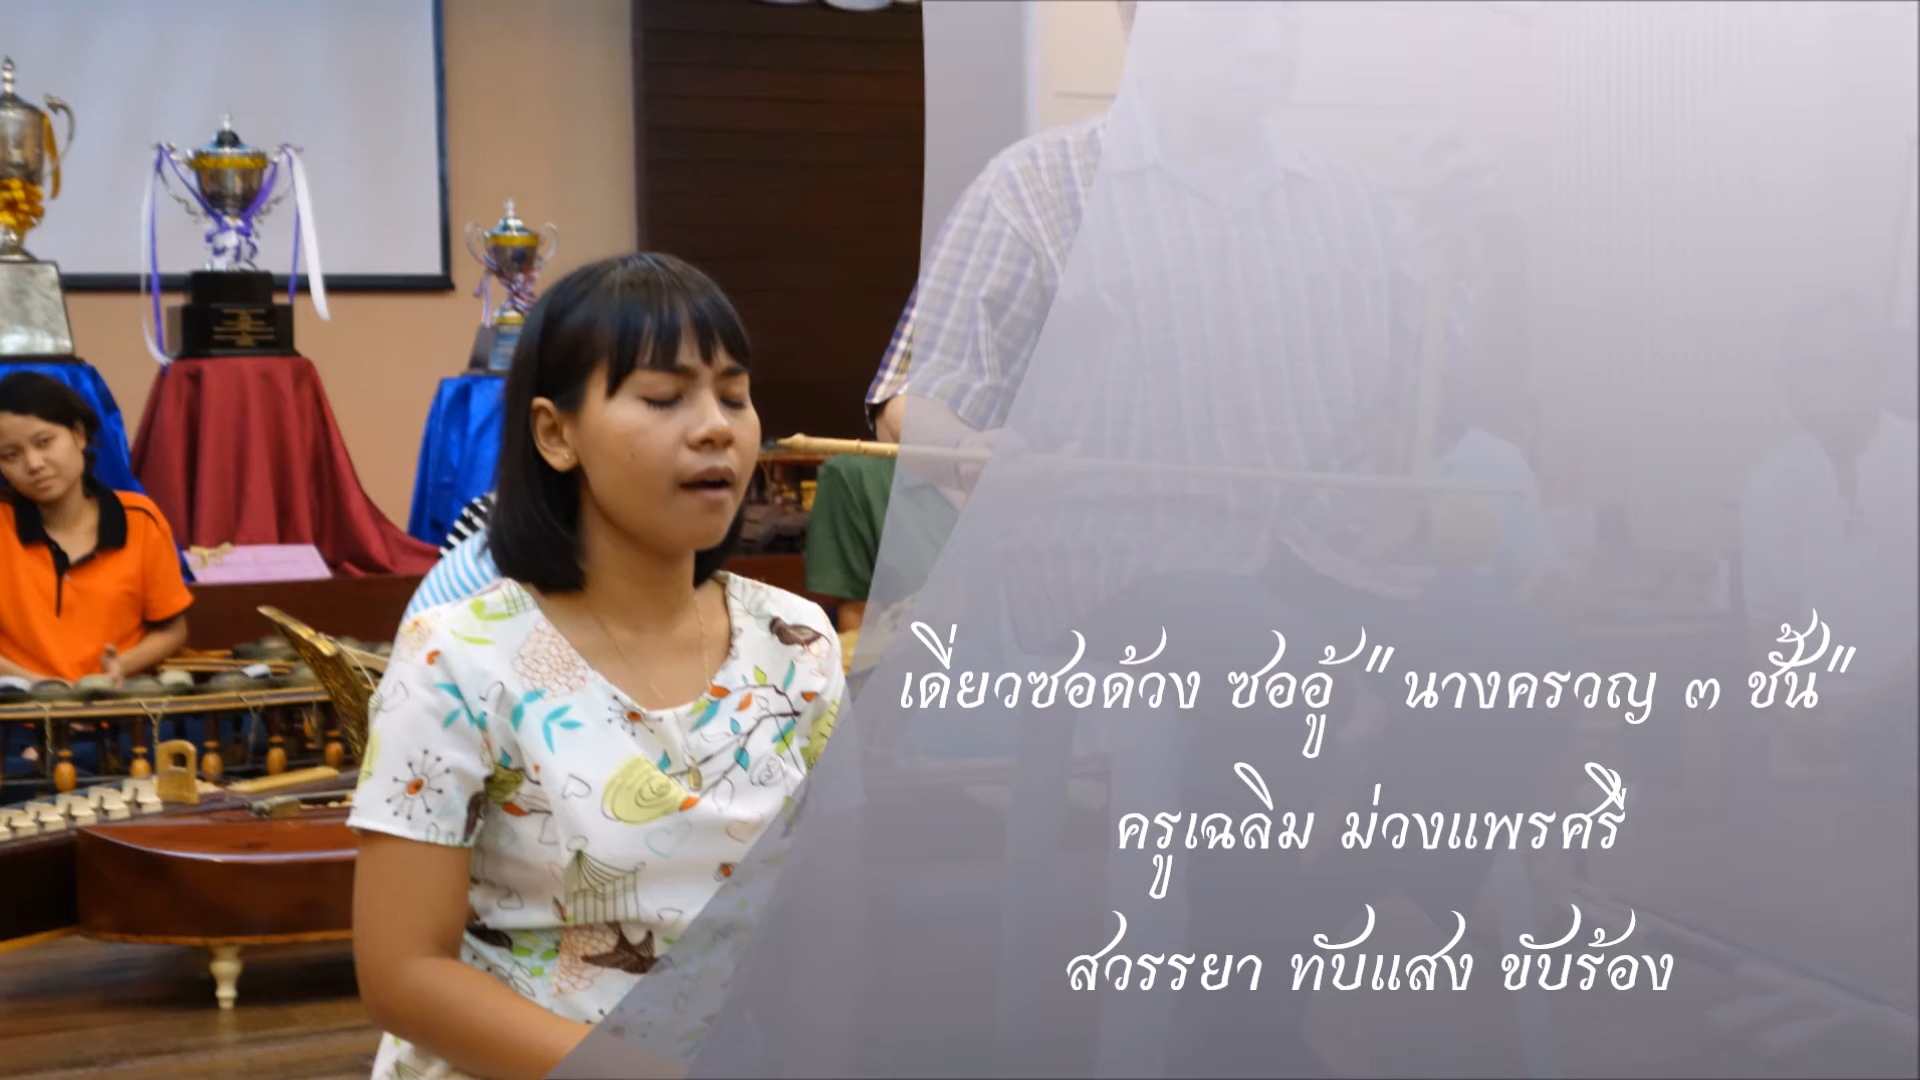 เดี่ยวซอด้วง ซออู้ "นางครวญ ๓ ชั้น"
ครูเฉลิม ม่วงแพรศรี
สวรรยา ทับแสง ขับร้อง